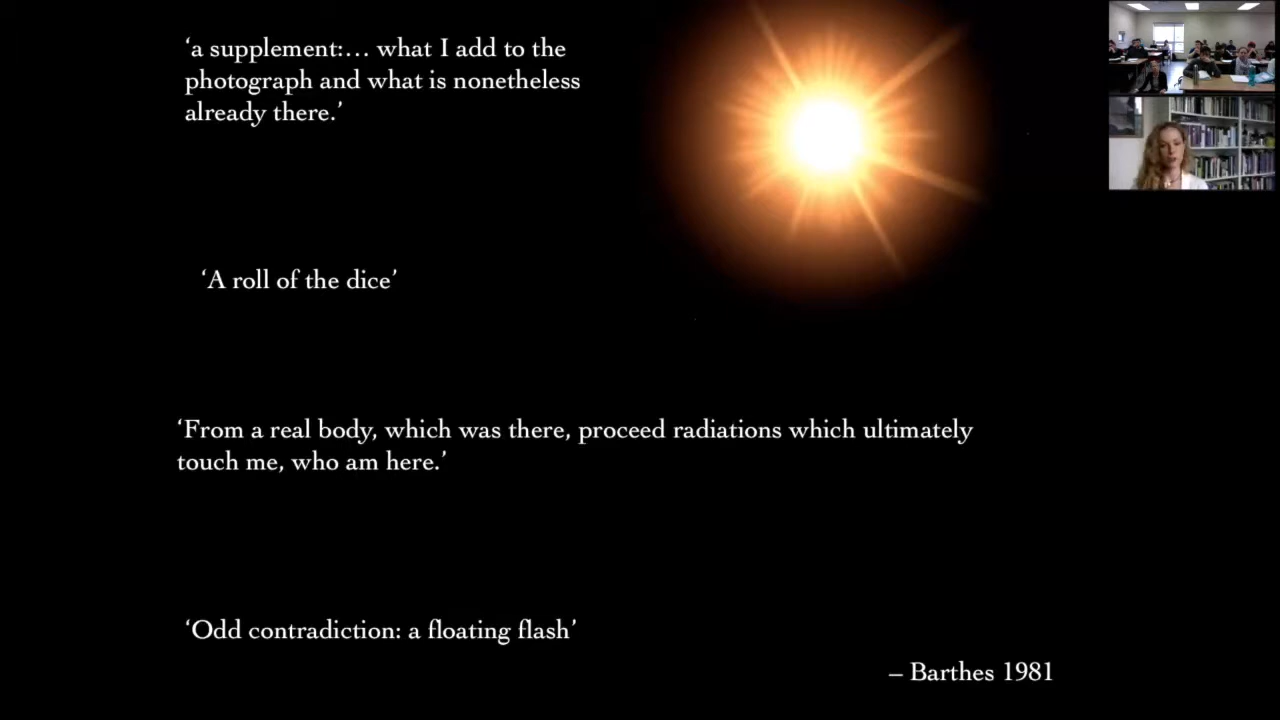 ‘a supplement:… what I add to the
photograph and what is nonetheless
already there.’
‘A roll of the dice’
‘From a real body, which was there, proceed radiations which ultimately
touch me, who am here.’
‘Odd contradiction: a floating flash’
– Barthes 1981